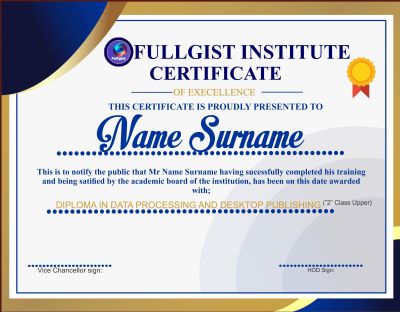 Fullgist
FULLGIST INSTITUTE
CERTIFICATE
OF EXECELLENCE
THIS CERTIFICATE IS PROUDLY PRESENTED TO
Name Surname
This is to notify the public that Mr Name Surname having sucessfully completed his training
and being satified by the academic board of the institution, has been on this date awarded
with;
DIPLOMA IN DATA PROCESSING AND DESKTOP PUBLISHING ("2" Class Upper)
Vice Chancellor sign:
HOD Sign: